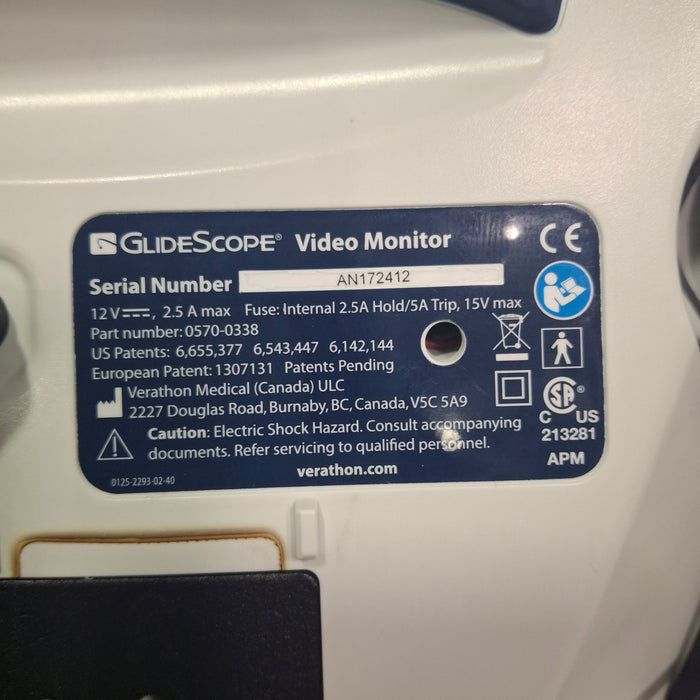 GLIDESCOPE® Video Monitor
CE
Serial Number AN172412
12V⎓, 2.5 A max Fuse: Internal 2.5A Hold/5A Trip, 15V max
Part number: 0570-0338
US Patents: 6,655,377 6,543,447 6,142,144
European Patent: 1307131 Patents Pending
Verathon Medical (Canada) ULC
2227 Douglas Road, Burnaby, BC, Canada, V5C 5A9
Caution: Electric Shock Hazard. Consult accompanying
documents. Refer servicing to qualified personnel.
verathon.com
0125-2293-02-40
SA®
C US
213281
APM